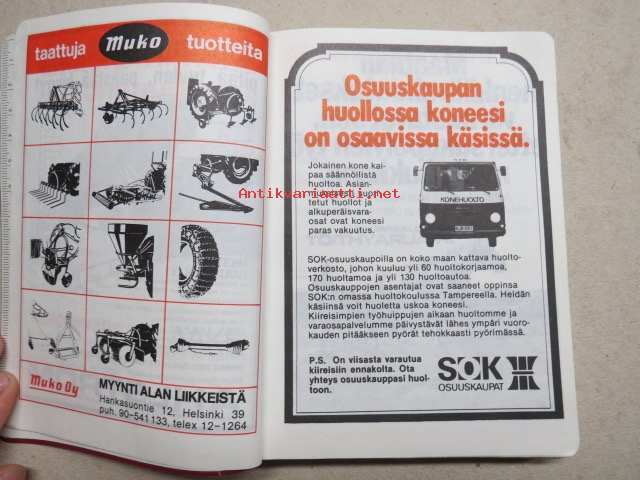 taattuja Muko tuotteita
Muko Oy
MYYNTI ALAN LIIKKEISTÄ
Hankasuontie 12, Helsinki 39
puh. 90-541133, telex 12-1264
Osuuskaupan
huollossa koneesi
on osaavissa käsissä.
Jokainen kone kai-
paa säännöllistä
huoltoa. Asian-
tetut huollot ja
alkuperäisvara-
osat ovat koneesi
paras vakuutus.
KONEHUOLTO
Antikvariaatti.net
SOK-osuuskaupoilla on koko maan kattava huolto-
verkosto, johon kuuluu yli 60 huoltokorjaamoa,
170 huoltamoa ja yli 130 huoltoautoa.
Osuuskauppojen asentajat ovat saaneet oppinsa
SOK:n omassa huoltokoulussa Tampereella. Heidän
käsiinsä voit huoletta uskoa koneesi.
Kiireisimpien työhuippujen aikaan huoltomme ja
varaosapalvelumme päivystävät lähes ympäri vuoro-
kauden pitääkseen pyörät tehokkaasti pyörimässä.
P.S. On viisasta varautua
kiireisiin ennakolta. Ota
yhteys osuuskauppasi huol-
toon.
SOK
OSUUSKAUPAT